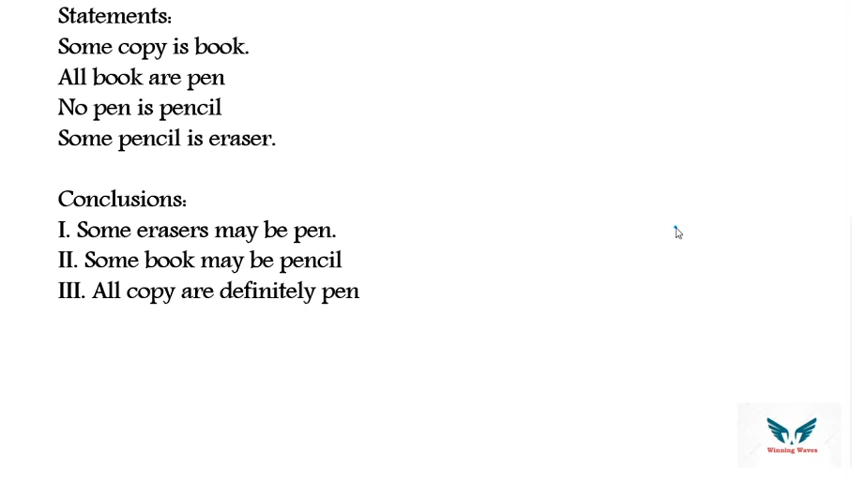 Statements:
Some copy is book.
All book are pen
No pen is pencil
Some pencil is eraser.
Conclusions:
I. Some erasers may be pen.
II. Some book may be pencil
III. All copy are definitely pen
Winning Waves